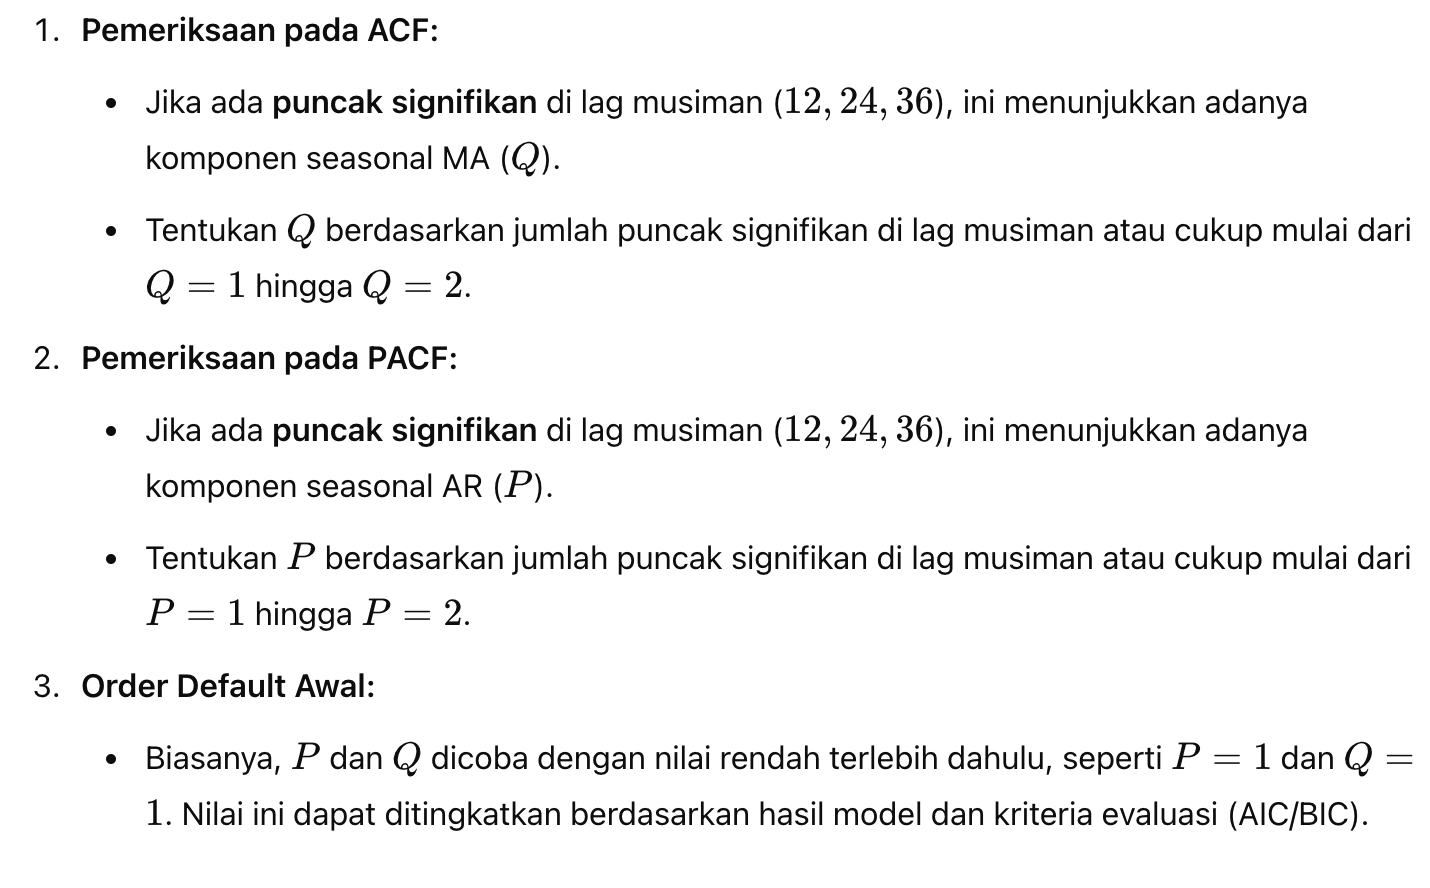 1. Pemeriksaan pada ACF:
• Jika ada puncak signifikan di lag musiman (12, 24, 36), ini menunjukkan adanya
komponen seasonal MA (Q).
• Tentukan Q berdasarkan jumlah puncak signifikan di lag musiman atau cukup mulai dari
Q = 1 hingga Q = 2.
2. Pemeriksaan pada PACF:
• Jika ada puncak signifikan di lag musiman (12, 24, 36), ini menunjukkan adanya
komponen seasonal AR (P).
• Tentukan P berdasarkan jumlah puncak signifikan di lag musiman atau cukup mulai dari
P = 1 hingga P = 2.
3. Order Default Awal:
• Biasanya, P dan Q dicoba dengan nilai rendah terlebih dahulu, seperti P = 1 dan Q =
1. Nilai ini dapat ditingkatkan berdasarkan hasil model dan kriteria evaluasi (AIC/BIC).